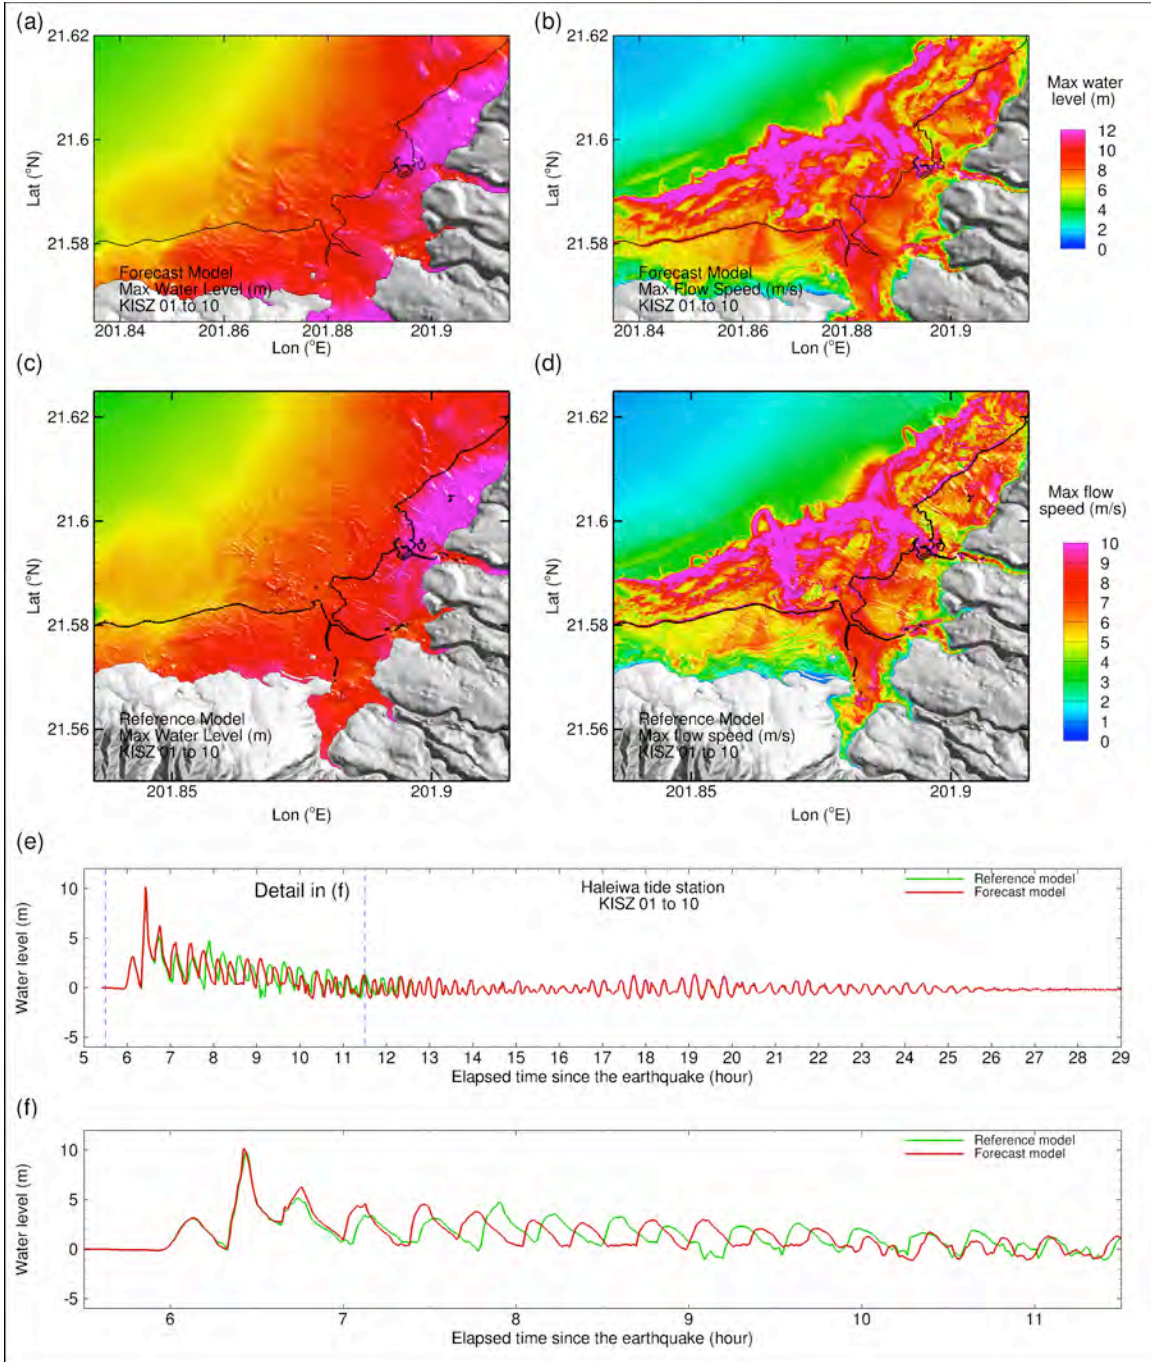 (a)
21.62
21.6
21.58
Lat (°N)
Forecast Model
Max Water Level (m)
KISZ 01 to 10
201.84
201.86
201.88
201.9
Lon (°E)
(b)
21.62
21.6
21.58
Lat (°N)
Forecast Model
Max Flow Speed (m/s)
KISZ 01 to 10
201.84
201.86
201.88
201.9
Lon (°E)
Max water
level (m)
12
10
8
6
4
2
0
(c)
21.62
21.6
21.58
21.56
Lat (°N)
Reference Model
Max Water Level (m)
KISZ 01 to 10
201.85
201.9
Lon (°E)
(d)
21.62
21.6
21.58
21.56
Lat (°N)
Reference Model
Max flow speed (m/s)
KISZ 01 to 10
201.85
201.9
Lon (°E)
Max flow
speed (m/s)
10
9
8
7
6
5
4
3
2
1
0
(e)
Water level (m)
10
5
0
-5
Detail in (f)
Haleiwa tide station
KISZ 01 to 10
Reference model
Forecast model
5 6 7 8 9 10 11 12 13 14 15 16 17 18 19 20 21 22 23 24 25 26 27 28 29
Elapsed time since the earthquake (hour)
(f)
Water level (m)
10
5
0
-5
Reference model
Forecast model
6 7 8 9 10 11
Elapsed time since the earthquake (hour)